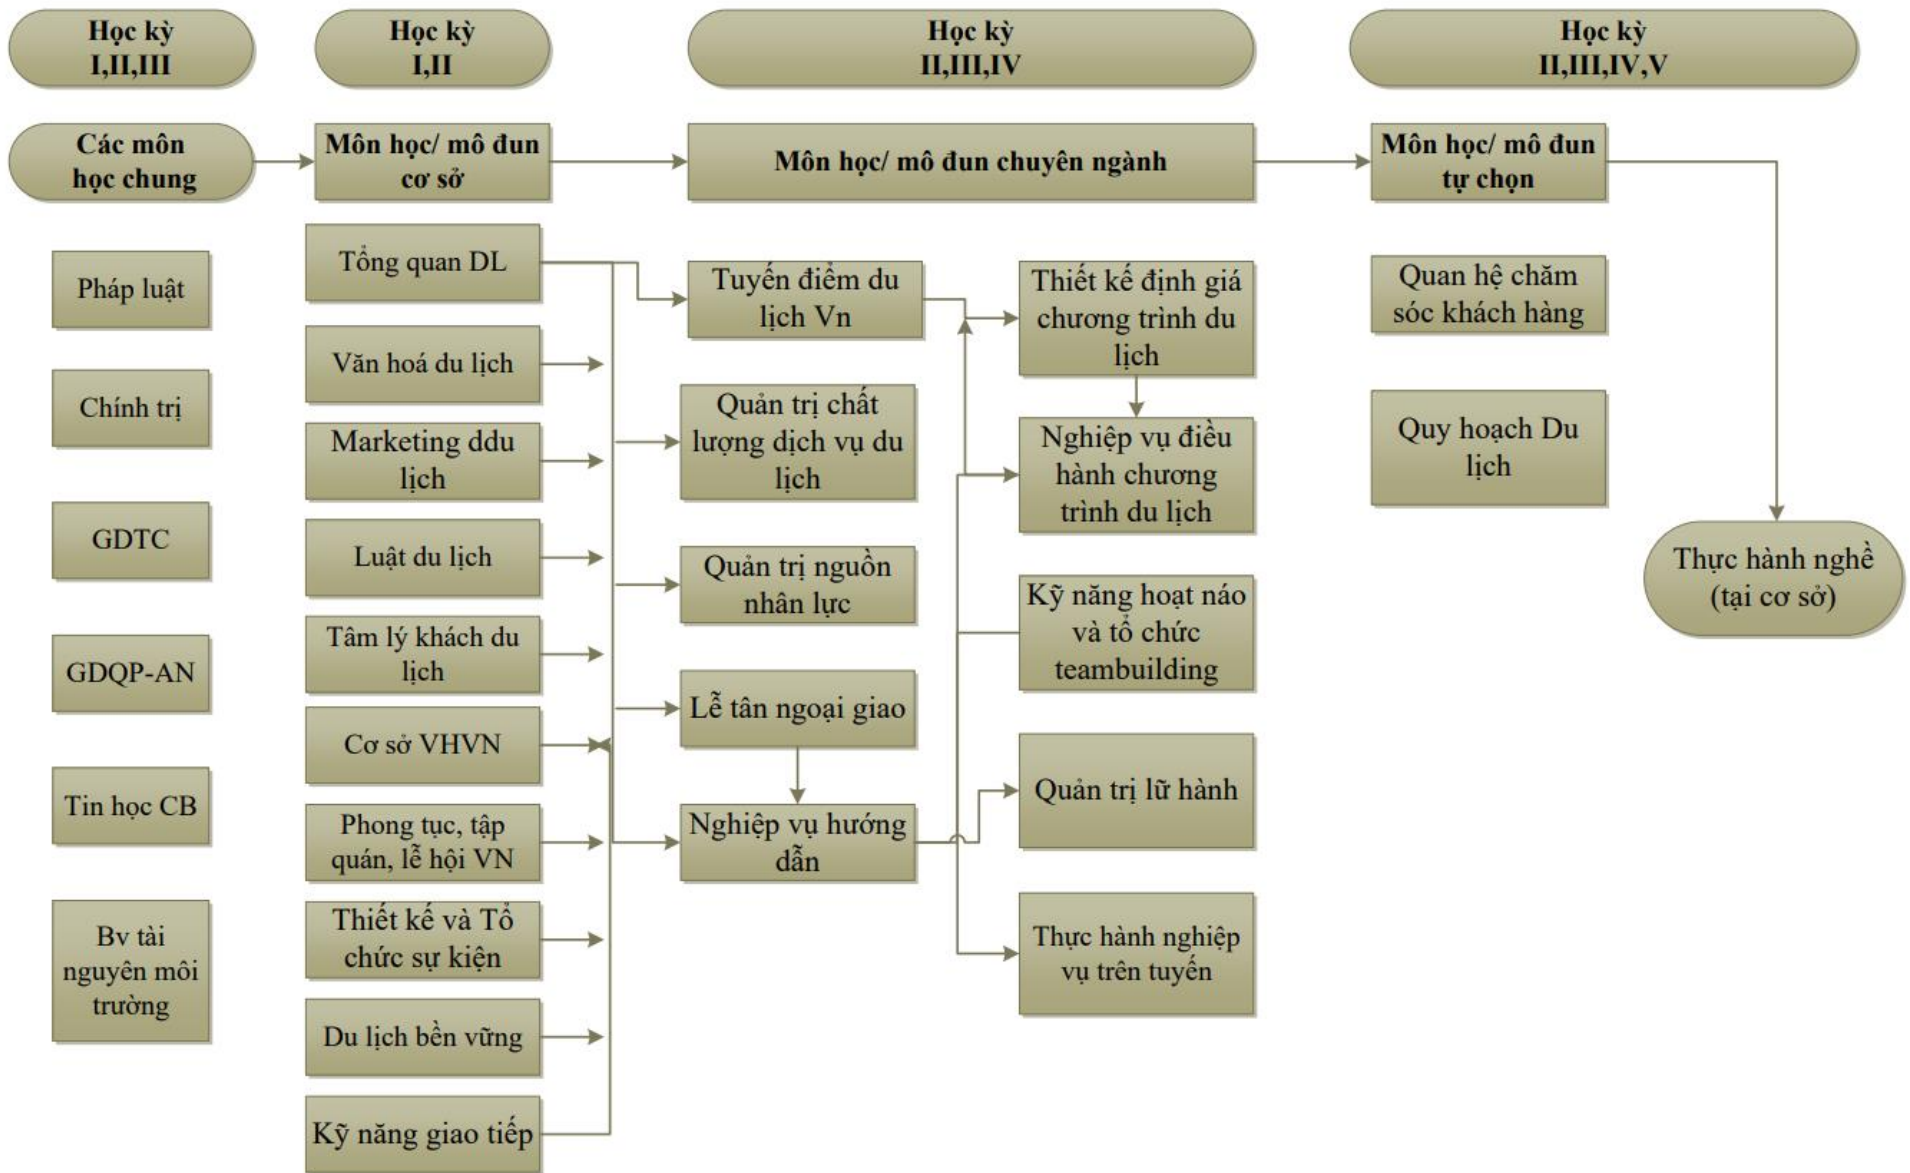 Học kỳ
I,II,III
Học kỳ
I,II
Học kỳ
II,III,IV
Học kỳ
II,III,IV,V
Các môn
học chung
Môn học/ mô đun
cơ sở
Môn học/ mô đun chuyên ngành
Môn học/ mô đun
tự chọn
Pháp luật
Chính trị
GDTC
GDQP-AN
Tin học CB
Bv tài
nguyên môi
trường
Tổng quan DL
Văn hoá du lịch
Marketing ddu
lịch
Luật du lịch
Tâm lý khách du
lịch
Cơ sở VHVN
Phong tục, tập
quán, lễ hội VN
Thiết kế và Tổ
chức sự kiện
Du lịch bền vững
Kỹ năng giao tiếp
Tuyến điểm du
lịch Vn
Quản trị chất
lượng dịch vụ du
lịch
Quản trị nguồn
nhân lực
Lễ tân ngoại giao
Nghiệp vụ hướng
dẫn
Thiết kế định giá
chương trình du
lịch
Nghiệp vụ điều
hành chương
trình du lịch
Kỹ năng hoạt náo
và tổ chức
teambuilding
Quản trị lữ hành
Thực hành nghiệp
vụ trên tuyến
Quan hệ chăm
sóc khách hàng
Quy hoạch Du
lịch
Thực hành nghề
(tại cơ sở)